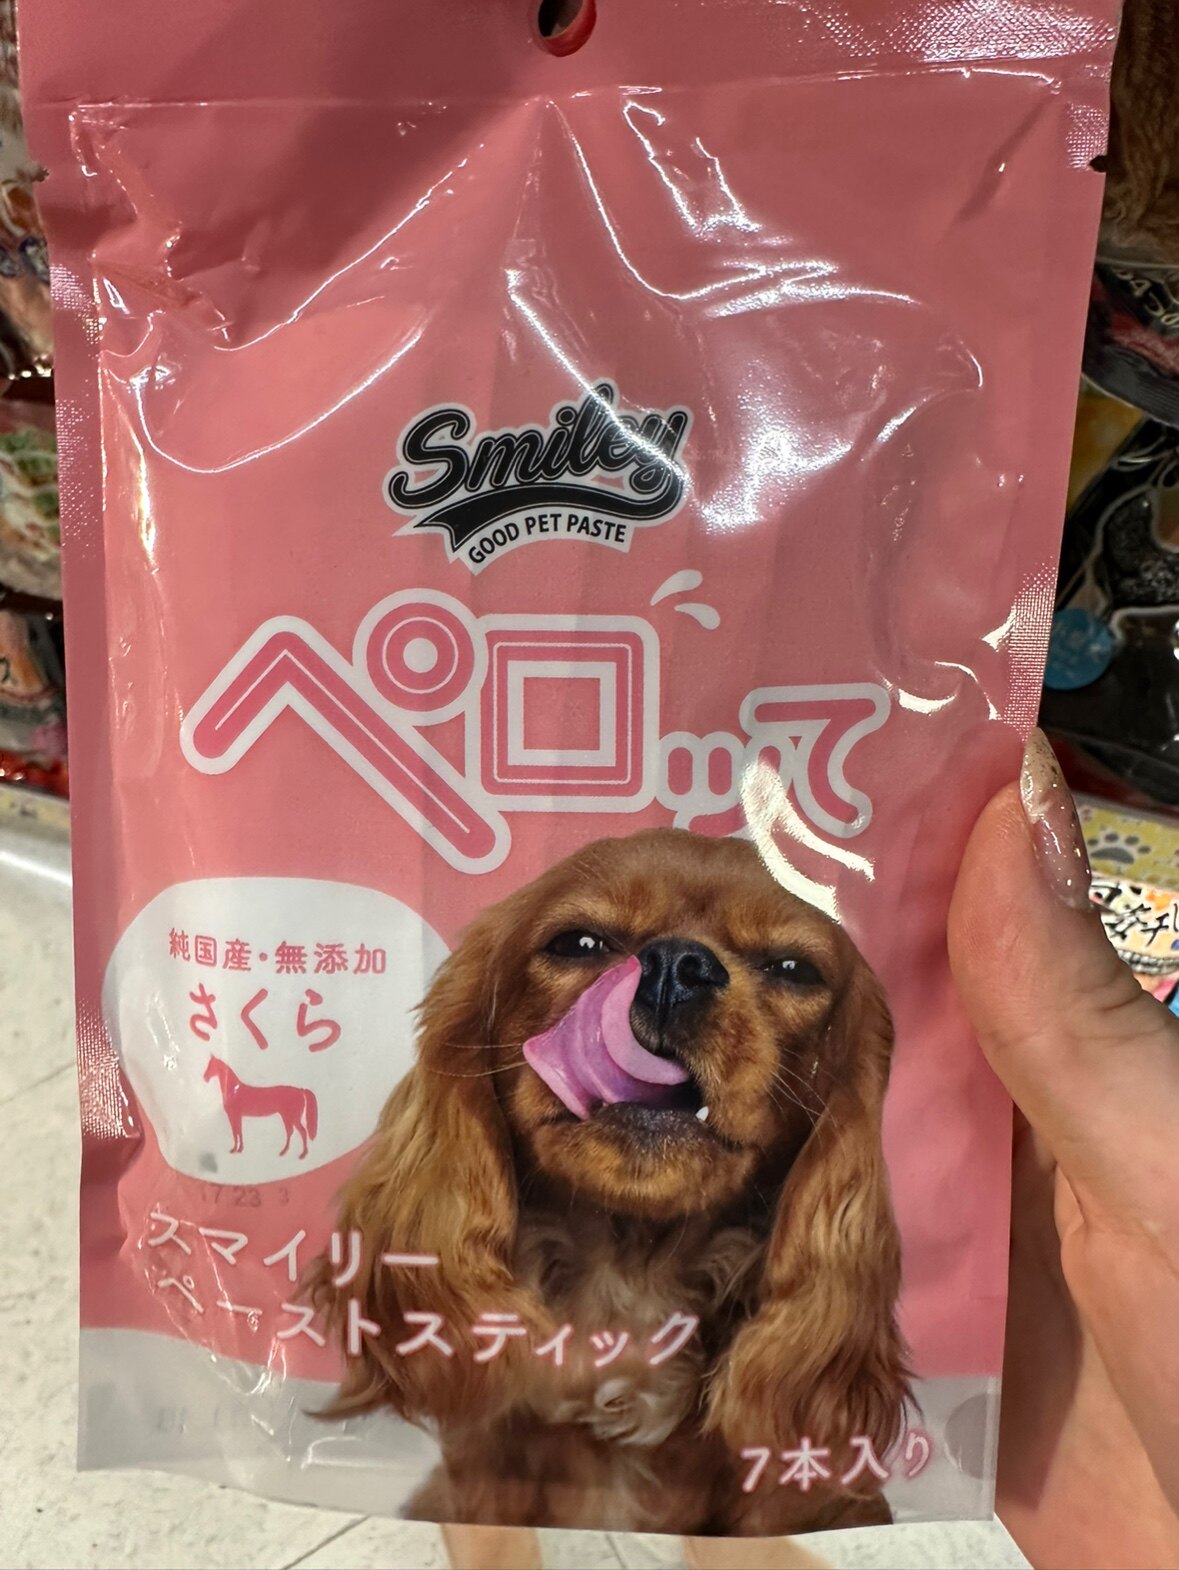 Smiley
GOOD PET PASTE
ペロッて
純国産・無添加
さくら
スマイリー
ペーストスティック
7本入り